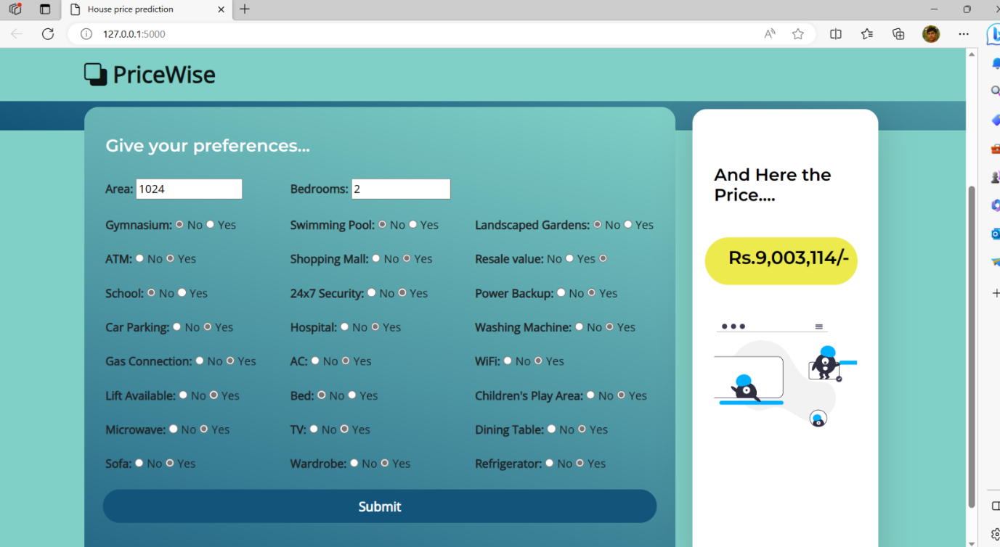 House price prediction
127.0.0.1:5000
PriceWise
Give your preferences...
Area: 1024 Bedrooms: 2
Gymnasium: No Yes Swimming Pool: No Yes Landscaped Gardens: No Yes
ATM: No Yes Shopping Mall: No Yes Resale value: No Yes
School: No Yes 24x7 Security: No Yes Power Backup: No Yes
Car Parking: No Yes Hospital: No Yes Washing Machine: No Yes
Gas Connection: No Yes AC: No Yes WiFi: No Yes
Lift Available: No Yes Bed: No Yes Children's Play Area: No Yes
Microwave: No Yes TV: No Yes Dining Table: No Yes
Sofa: No Yes Wardrobe: No Yes Refrigerator: No Yes
Submit
And Here the
Price....
Rs.9,003,114/-